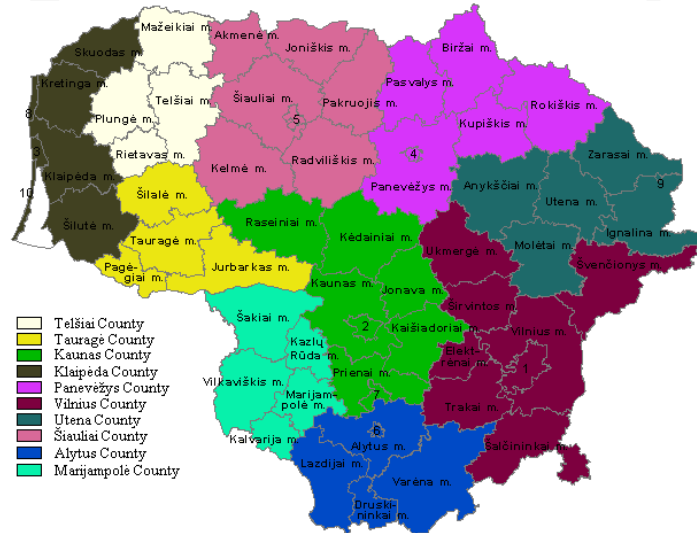 Mažeikiai m.
Skuodas m.
Akmenė m.
Joniškis m.
Biržai m.
Pasvalys m.
Kretinga m.
Telšiai m.
Šiauliai m.
Pakruojis m.
Rokiškis m.
8
Plungė m.
5
Kupiškis m.
3
Rietavas m.
Kelmė m.
Radviliškis m.
4
Zarasai m.
Klaipėda m.
Panevėžys m.
Anykščiai m.
9
10
Šilalė m.
Utena m.
Šilutė m.
Raseiniai m.
Kėdainiai m.
Ignalina m.
Tauragė m.
Ukmergė m.
Molėtai m.
Pagė-
giai m.
Jurbarkas m.
Švenčionys m.
Kaunas m.
Jonava m.
Šakiai m.
Širvintos m.
2
Kaišiadoriai m.
Vilnius m.
Kazlų
Rūda m.
Elekt-
rėnai m.
Vilkaviškis m.
Prienai m.
1
Marijam-
polė m.
7
Trakai m.
Kalvarija m.
6
Alytus m.
Šalčininkai m.
Lazdijai m.
Varėna m.
Druski-
ninkai m.
Telšiai County
Tauragė County
Kaunas County
Klaipėda County
Panevėžys County
Vilnius County
Utena County
Šiauliai County
Alytus County
Marijampolė County